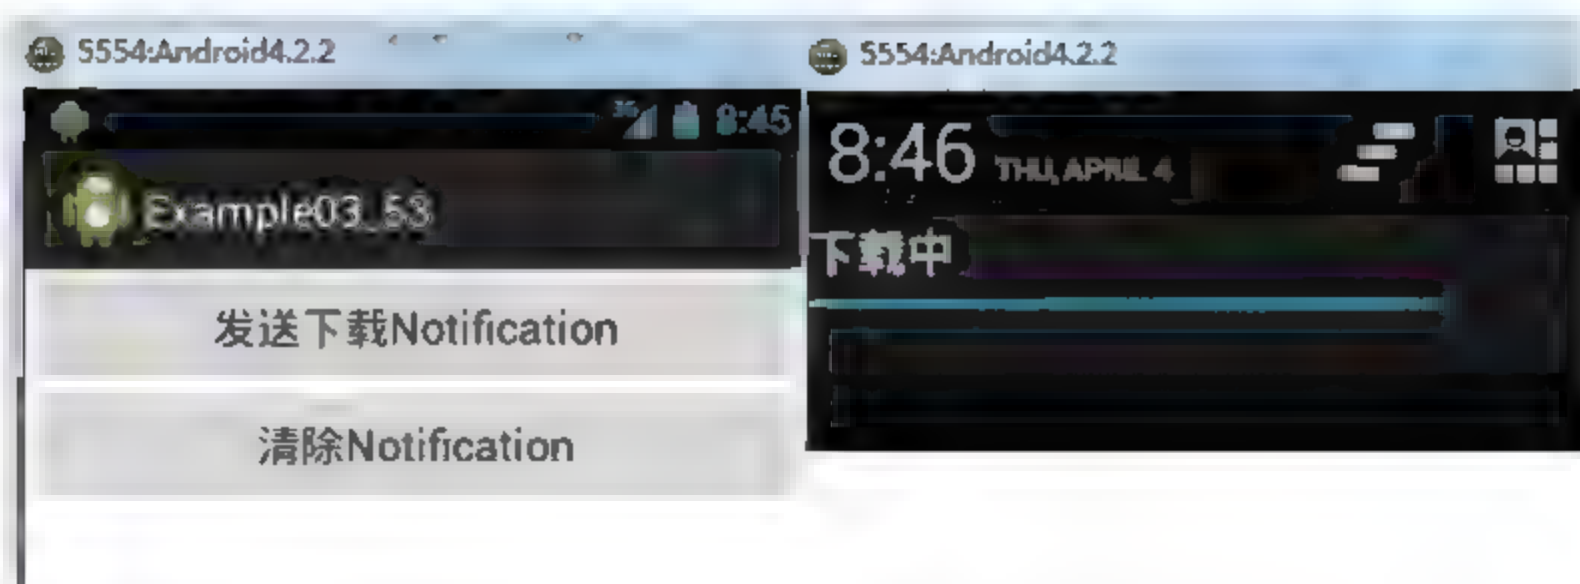 5554:Android4.2.2
8:45
Example03_53
发送下载Notification
清除Notification
5554:Android4.2.2
8:46 THU, APRIL 4
下载中